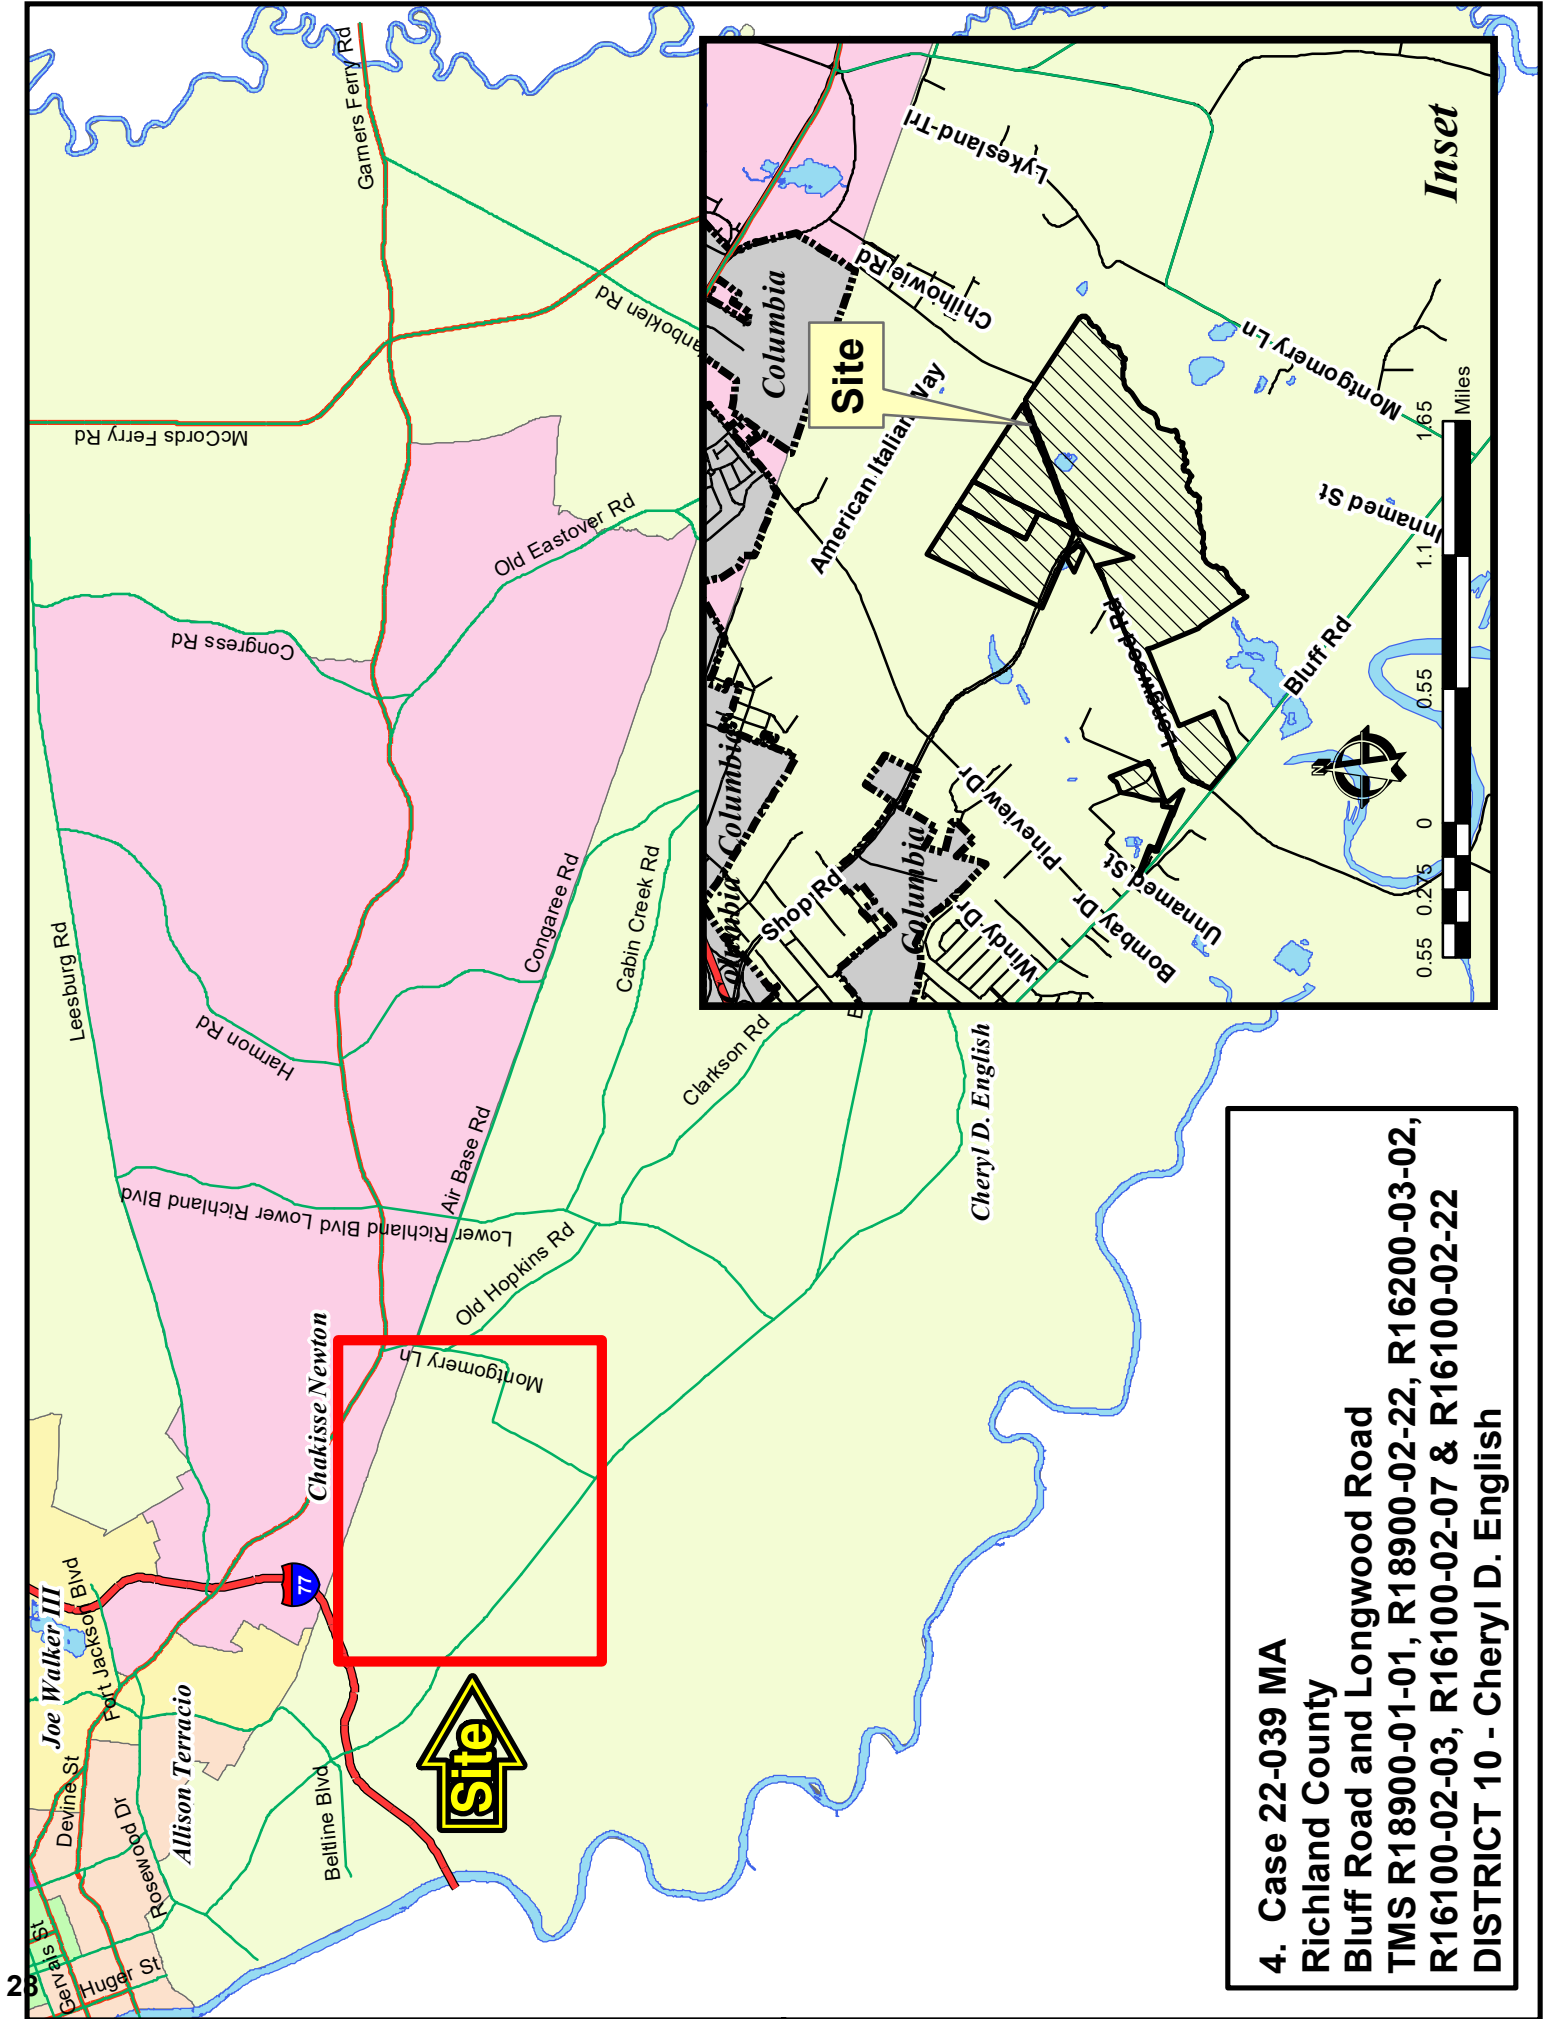 28
Joe Walker III
Fort Jackson Blvd
Devine St
Allison Terracio
Rosewood Dr
Gervais St
Huger St
Beltline Blvd
77
Chakisse Newton
Leesburg Rd
Harmon Rd
Congress Rd
McCords Ferry Rd
Garners Ferry Rd
Old Eastover Rd
Congaree Rd
Cabin Creek Rd
Clarkson Rd
Lower Richland Blvd
Lower Richland Blvd
Air Base Rd
Old Hopkins Rd
Montgomery Ln
Cheryl D. English
Site
Inset
Site
Columbia
Columbia
Columbia
Shop Rd
American Italian Way
Chilhowie Rd
Lykesland Trl
Montgomery Ln
Longwood Rd
Bluff Rd
Pineview Dr
Windy Dr
Bombay Dr
Unnamed St
Unnamed St
0.55 0.275 0 0.55 1.1 1.65
Miles
N
4. Case 22-039 MA
Richland County
Bluff Road and Longwood Road
TMS R18900-01-01, R18900-02-22, R16200-03-02,
R16100-02-03, R16100-02-07 & R16100-02-22
DISTRICT 10 - Cheryl D. English